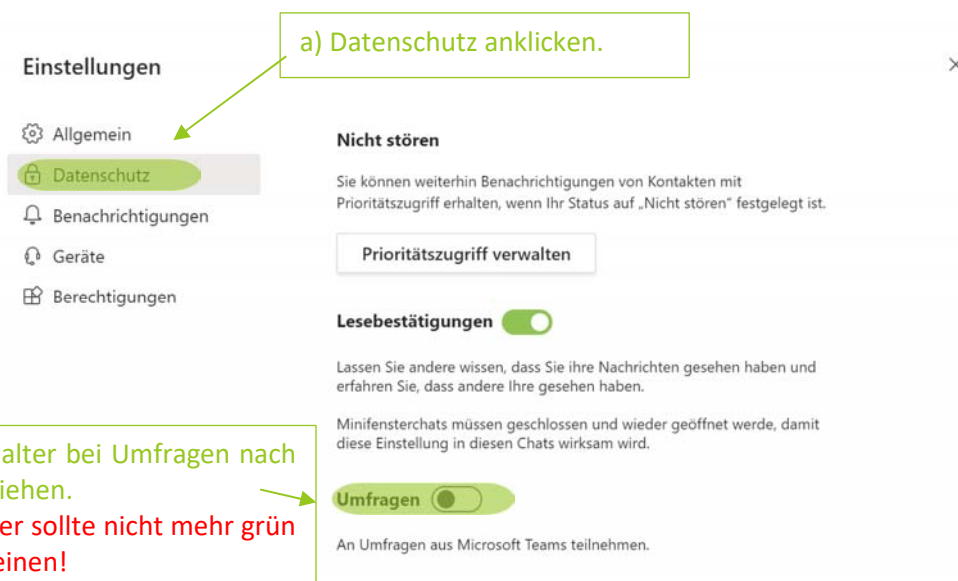 a) Datenschutz anklicken.
Einstellungen
Allgemein
Datenschutz
Benachrichtigungen
Geräte
Berechtigungen
Nicht stören
Sie können weiterhin Benachrichtigungen von Kontakten mit
Prioritätszugriff erhalten, wenn Ihr Status auf „Nicht stören" festgelegt ist.
Prioritätszugriff verwalten
Lesebestätigungen
Lassen Sie andere wissen, dass Sie ihre Nachrichten gesehen haben und
erfahren Sie, dass andere Ihre gesehen haben.
Minifensterchats müssen geschlossen und wieder geöffnet werde, damit
diese Einstellung in diesen Chats wirksam wird.
alter bei Umfragen nach
iehen.
er sollte nicht mehr grün
einen!
Umfragen
An Umfragen aus Microsoft Teams teilnehmen.